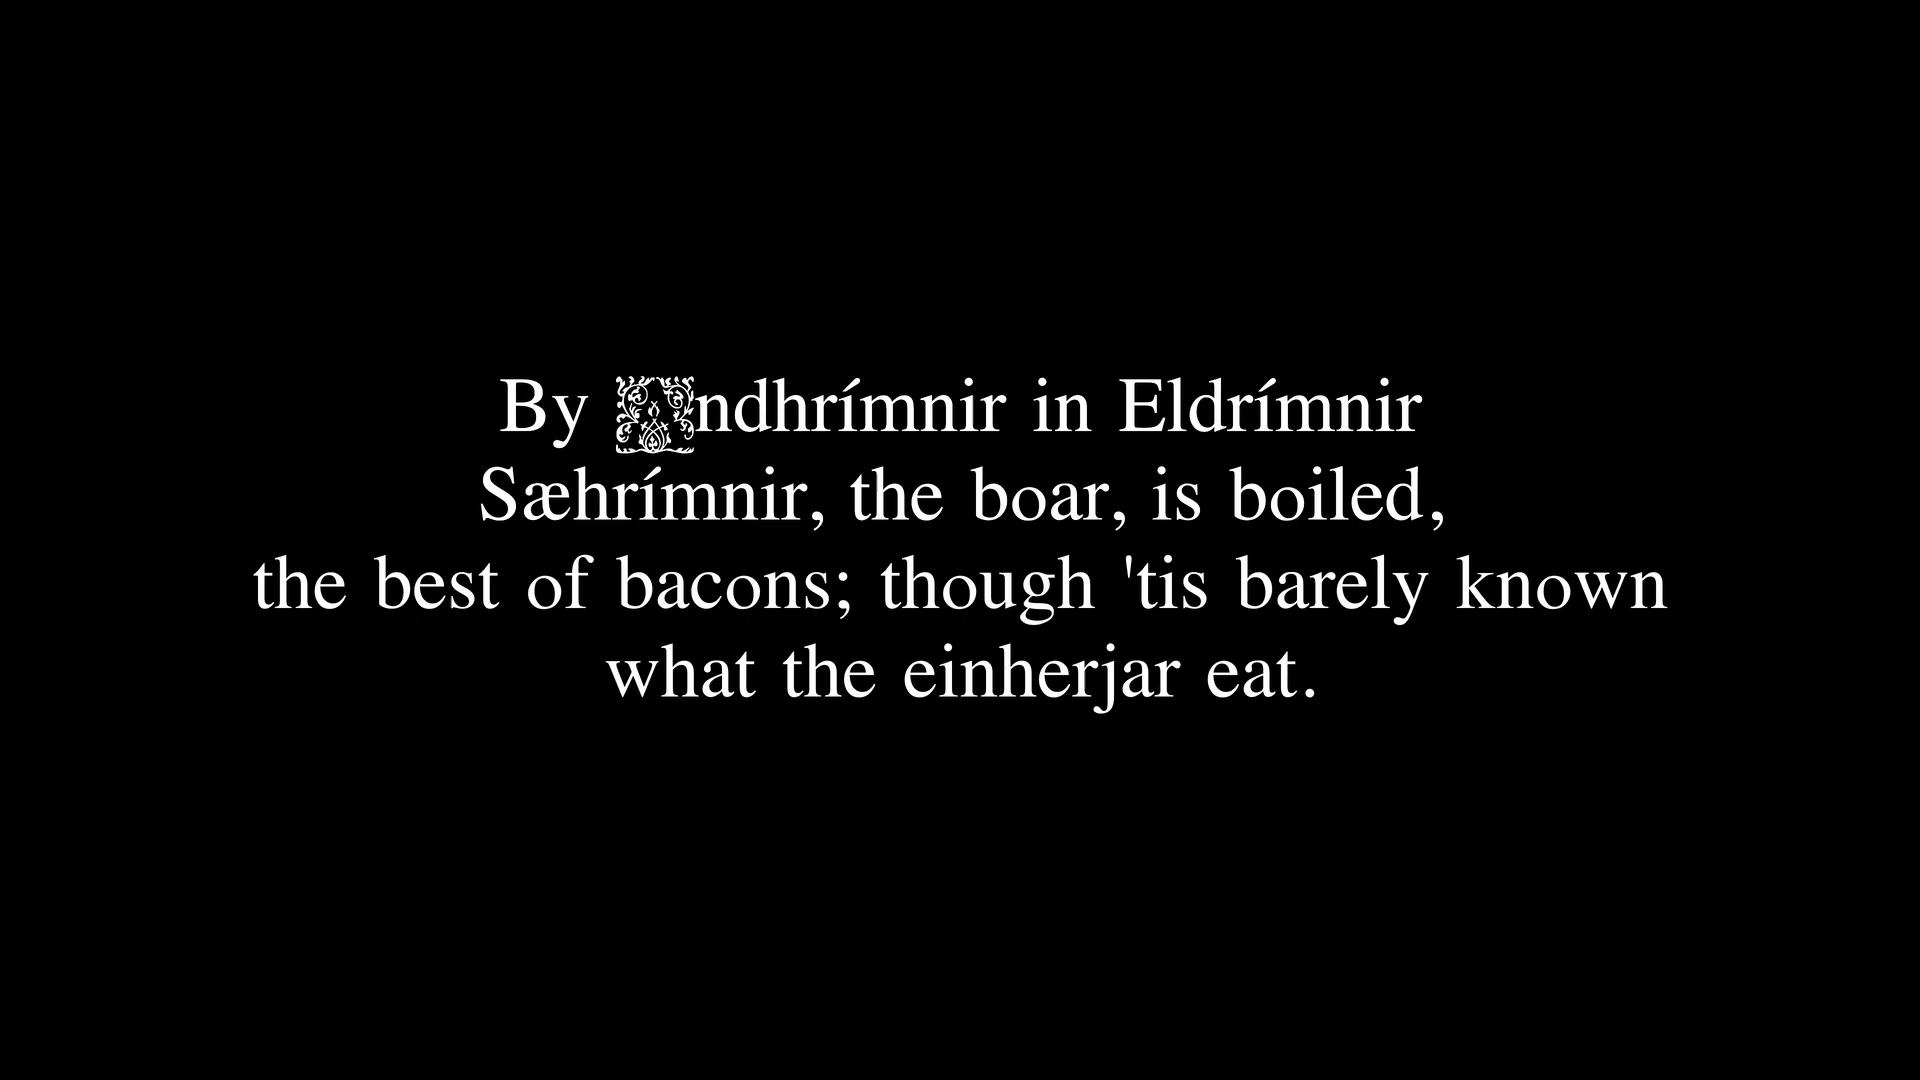 By Andhrímnir in Eldrímnir
Sæhrímnir, the boar, is boiled,
the best of bacons; though 'tis barely known
what the einherjar eat.